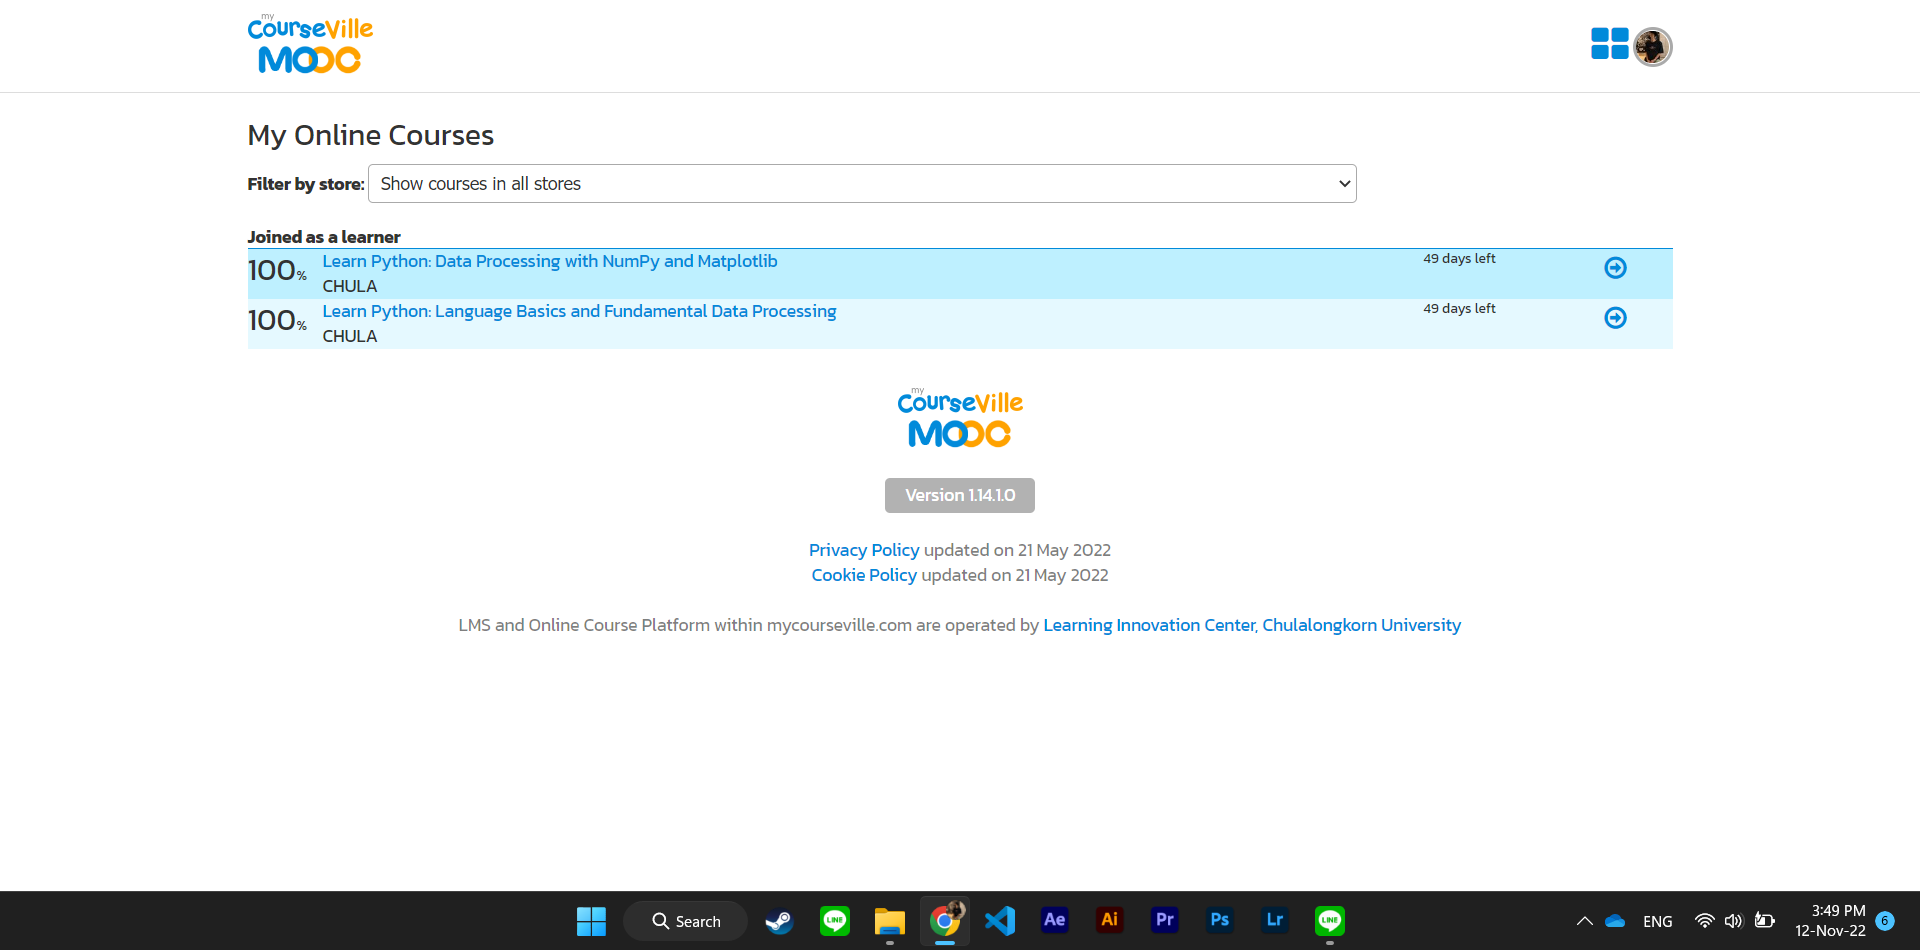 my
CourseVille
MOOC
My Online Courses
Filter by store: Show courses in all stores
Joined as a learner
100% Learn Python: Data Processing with NumPy and Matplotlib 49 days left
CHULA
100% Learn Python: Language Basics and Fundamental Data Processing 49 days left
CHULA
my
CourseVille
MOOC
Version 1.14.1.0
Privacy Policy updated on 21 May 2022
Cookie Policy updated on 21 May 2022
LMS and Online Course Platform within mycourseville.com are operated by Learning Innovation Center, Chulalongkorn University
Search LINE Ae Ai Pr Ps Lr LINE ENG 3:49 PM 6
12-Nov-22